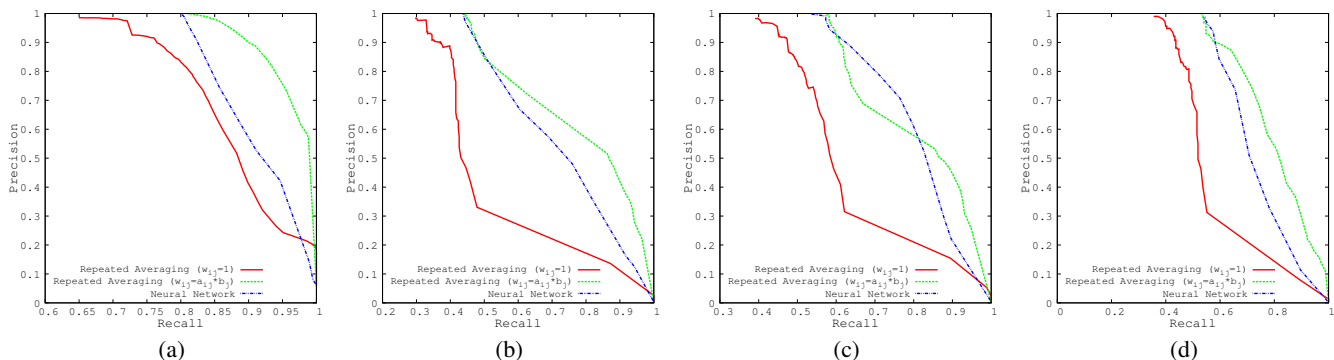 1
0.9
0.8
0.7
0.6
0.5
0.4
0.3
0.2
0.1
0
Precision
Repeated Averaging (w_ij=1)
Repeated Averaging (w_ij=a_ij*b_j)
Neural Network
0.6 0.65 0.7 0.75 0.8 0.85 0.9 0.95 1
Recall
(a)
1
0.9
0.8
0.7
0.6
0.5
0.4
0.3
0.2
0.1
0
Precision
Repeated Averaging (w_ij=1)
Repeated Averaging (w_ij=a_ij*b_j)
Neural Network
0.2 0.3 0.4 0.5 0.6 0.7 0.8 0.9 1
Recall
(b)
1
0.9
0.8
0.7
0.6
0.5
0.4
0.3
0.2
0.1
0
Precision
Repeated Averaging (w_ij=1)
Repeated Averaging (w_ij=a_ij*b_j)
Neural Network
0.2 0.3 0.4 0.5 0.6 0.7 0.8 0.9 1
Recall
(c)
1
0.9
0.8
0.7
0.6
0.5
0.4
0.3
0.2
0.1
0
Precision
Repeated Averaging (w_ij=1)
Repeated Averaging (w_ij=a_ij*b_j)
Neural Network
0 0.2 0.4 0.6 0.8 1
Recall
(d)